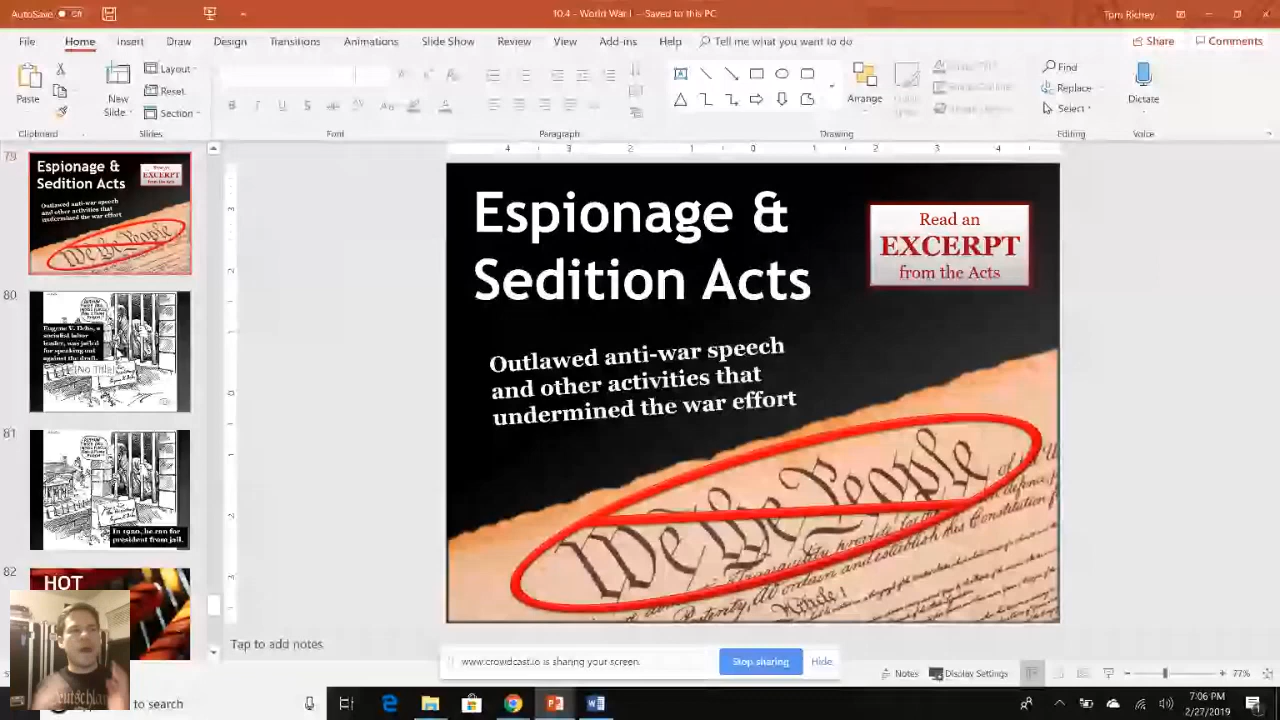 AutoSave Off
10.4 - World War I - Saved to this PC
Tom Richey
File Home Insert Draw Design Transitions Animations Slide Show Review View Add-ins Help Tell me what you want to do
Share Comments
Paste
New
Slide
Layout
Reset
Section
Arrange
Find
Replace
Select
Dictate
Clipboard Slides Font Paragraph Drawing Editing Voice
79
Espionage &
Sedition Acts
EXCERPT
Outlawed anti-war speech
and other activities that
undermined the war effort
We the People
80
Eugene V. Debs, a
socialist labor
leader, was jailed
for speaking out
against the draft.
[No Title]
81
In 1920, he ran for
president from jail.
82
HOT
Espionage &
Sedition Acts
Read an
EXCERPT
from the Acts
Outlawed anti-war speech
and other activities that
undermined the war effort
We the People
Article I
Tap to add notes
www.crowdcast.io is sharing your screen.
Stop sharing
Hide
Notes
Display Settings
77%
to search
7:06 PM
2/27/2019